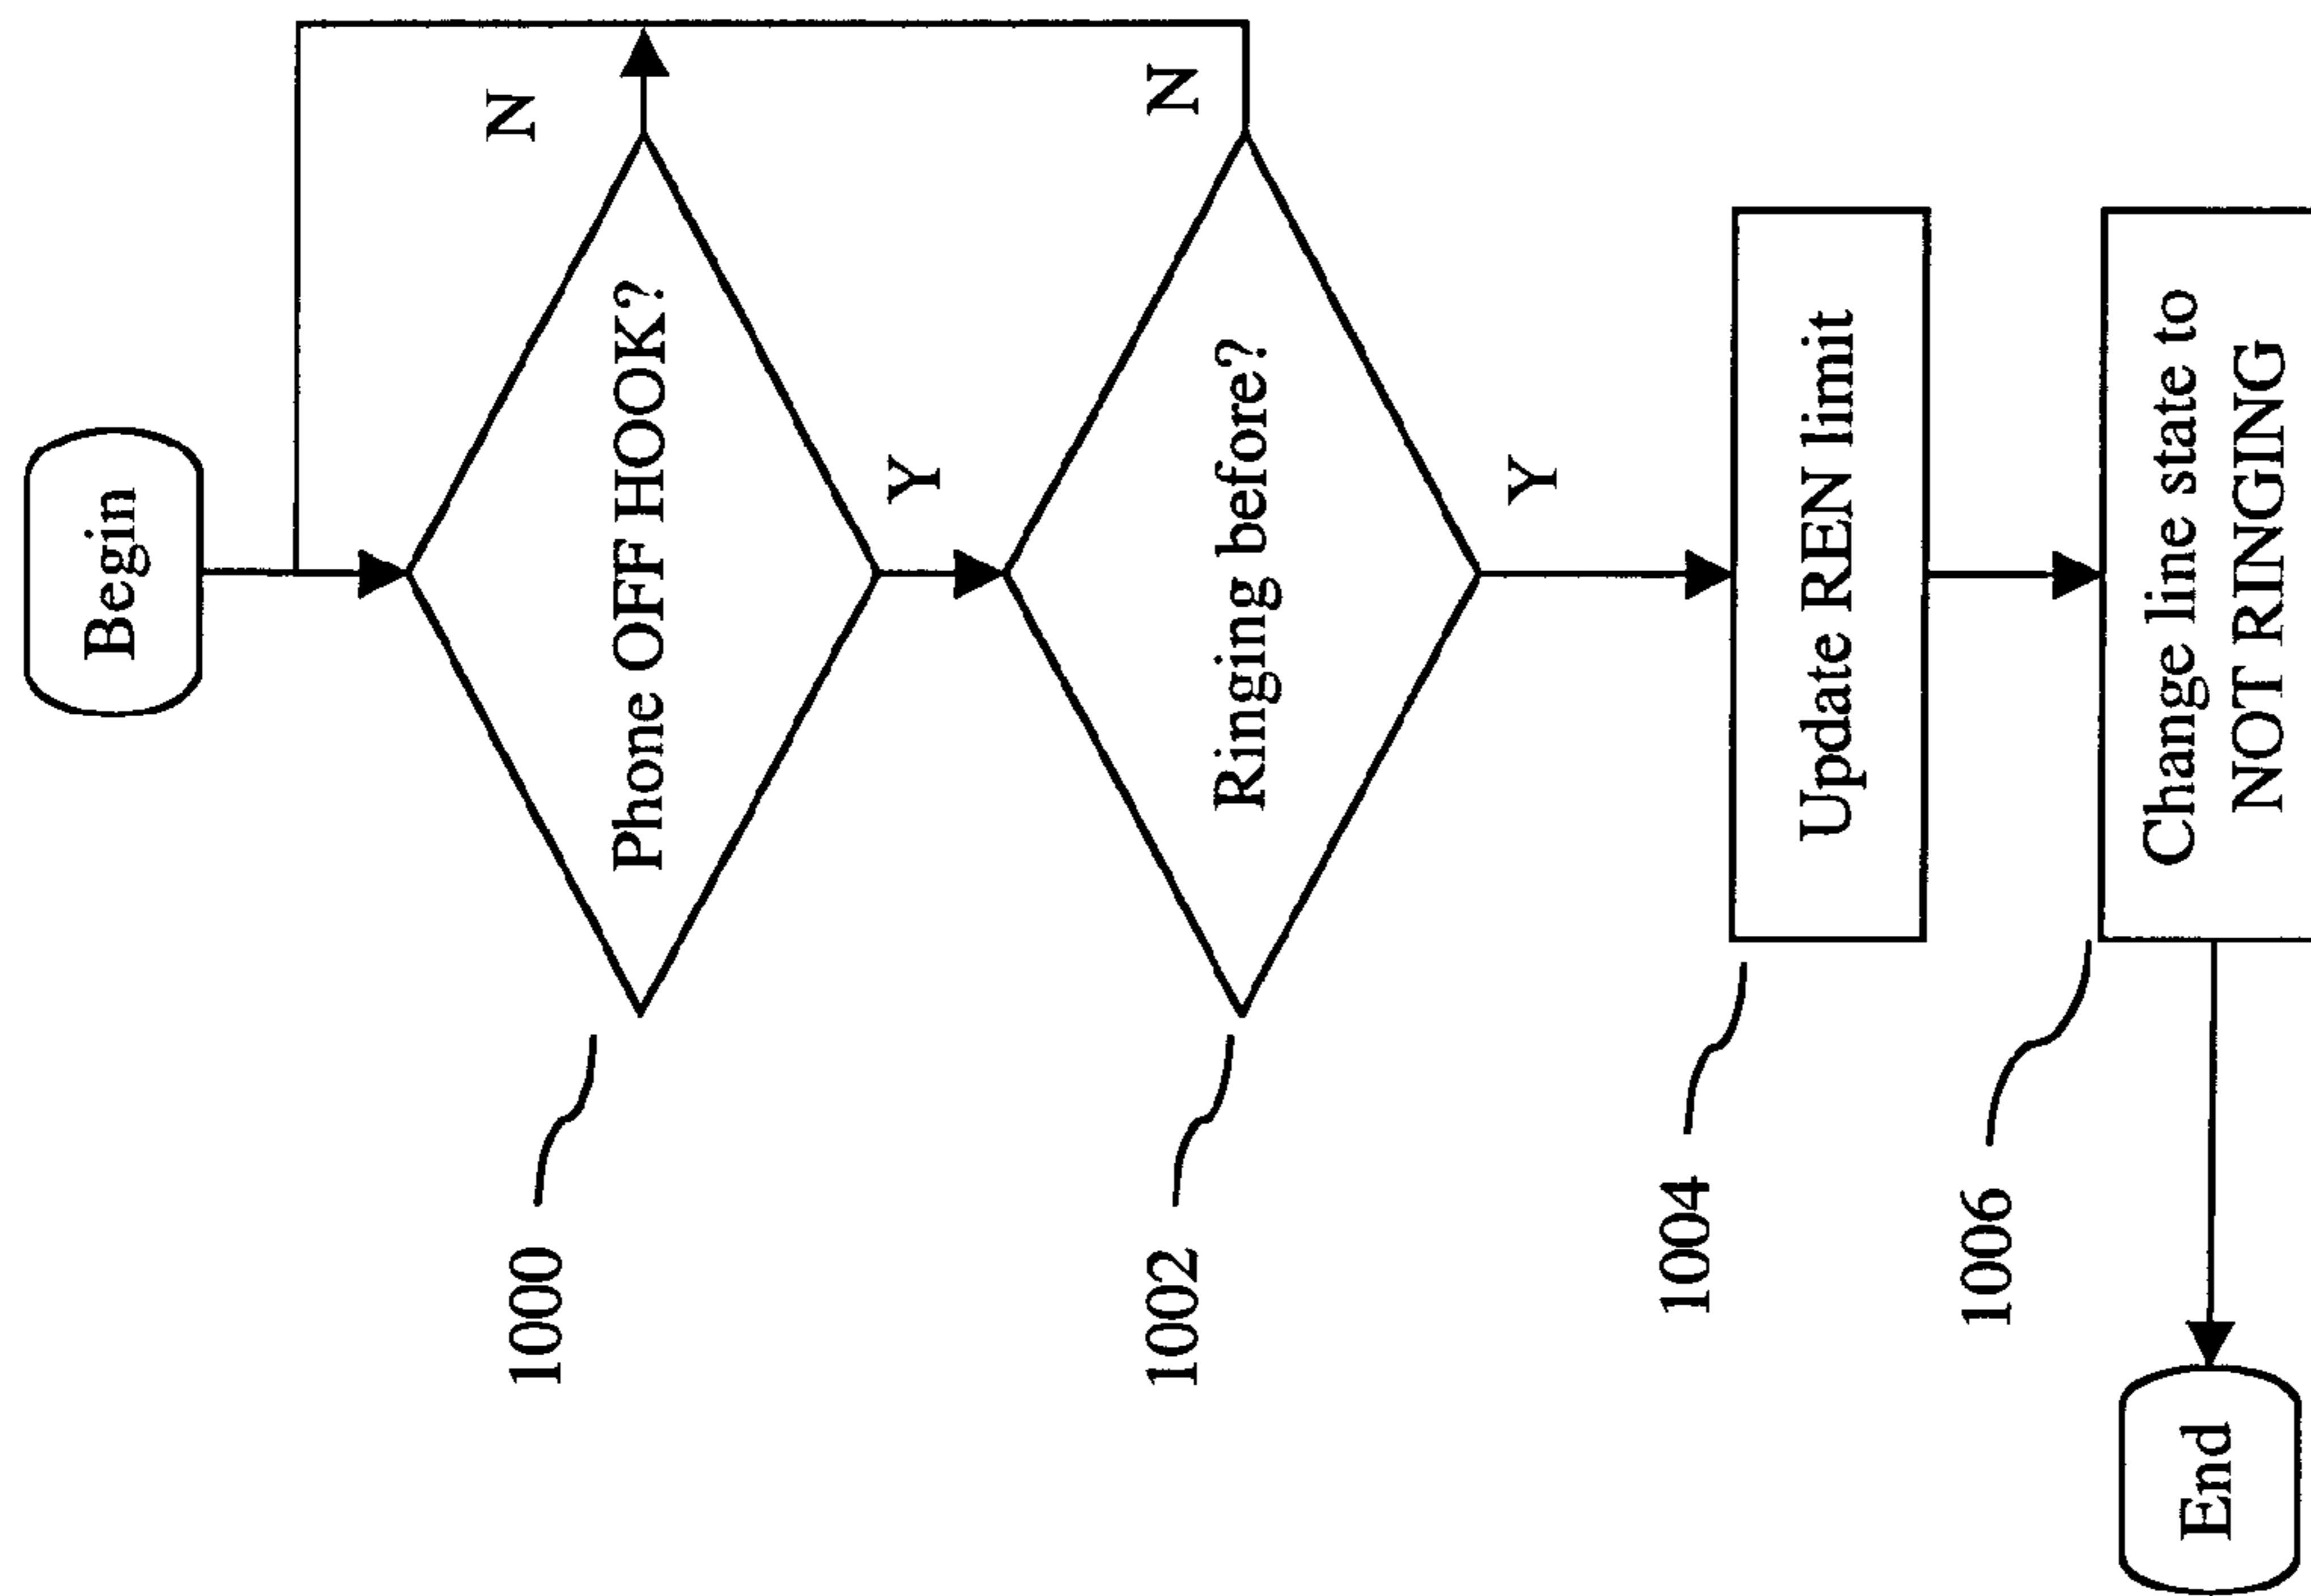 Begin
Phone OFF HOOK?
N
1000
Y
Ringing before?
N
1002
Y
Update REN limit
1004
Change line state to
NOT RINGING
1006
End